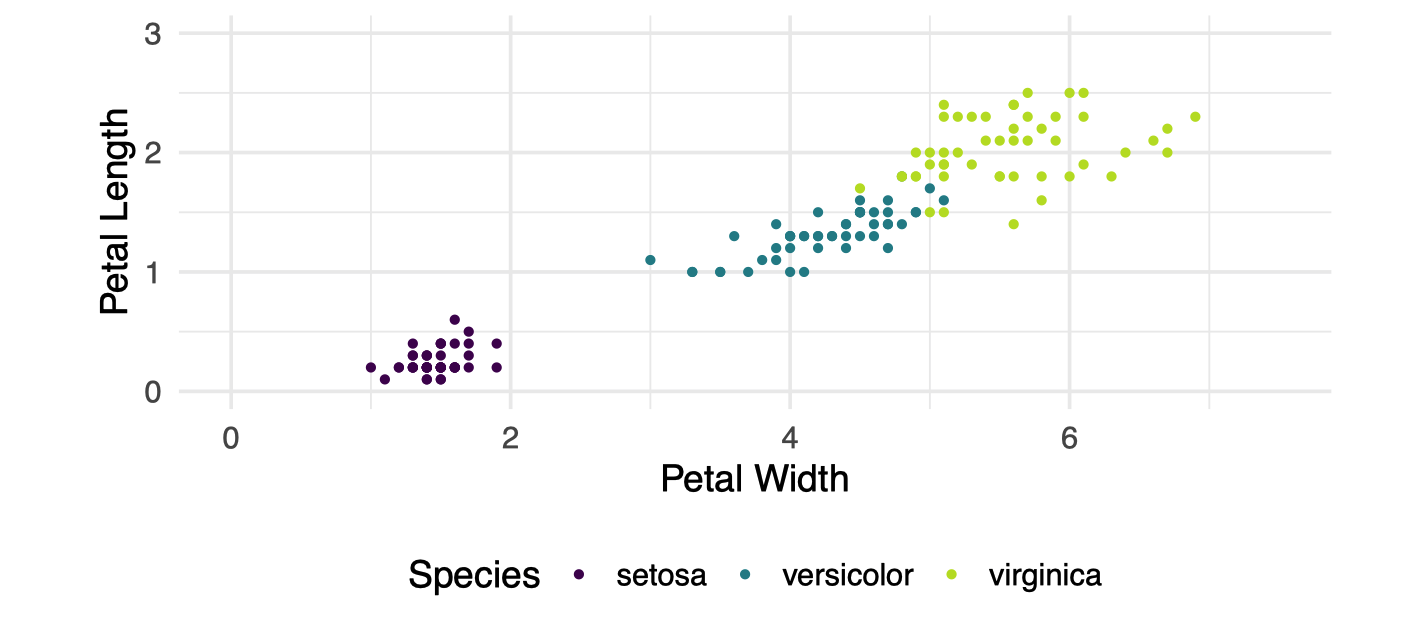 3
2
1
0
Petal Length
0 2 4 6
Petal Width
Species setosa versicolor virginica